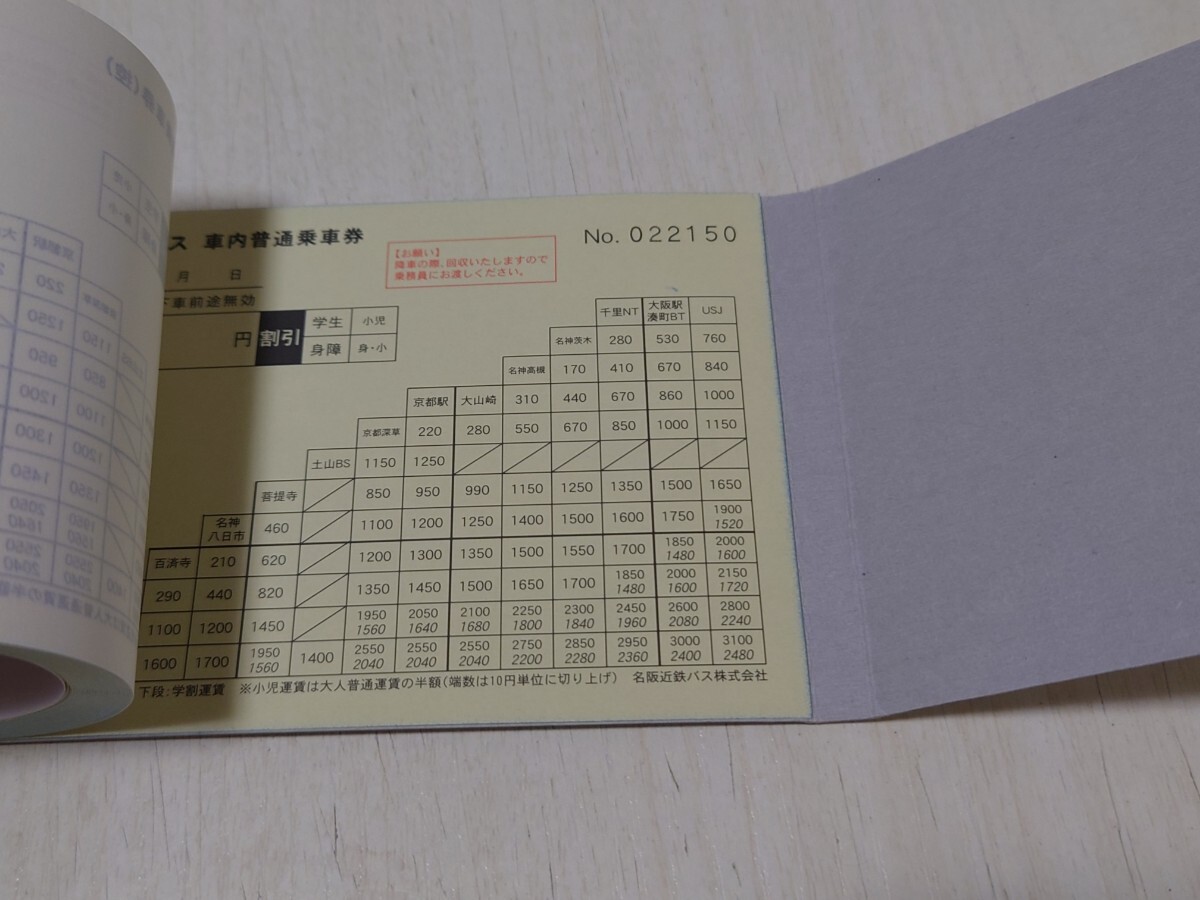 ス 車内普通乗車券
No. 022150
【お願い】
降車の際、回収いたしますので
乗務員にお渡しください。
月 日
下車前途無効
円 割引 学生 小児
身障 身・小
千里NT 大阪駅 湊町BT USJ
名神茨木 280 530 760
名神高槻 170 410 670 840
京都駅 大山崎 310 440 670 860 1000
京都深草 220 280 550 670 850 1000 1150
土山BS 1150 1250
菩提寺 850 950 990 1150 1250 1350 1500 1650
名神八日市 460 1100 1200 1250 1400 1500 1600 1750 1900 1520
百済寺 210 620 1200 1300 1350 1500 1550 1700 1850 1480 2000 1600
290 440 820 1350 1450 1500 1650 1700 1850 1480 2000 1600 2150 1720
1100 1200 1450 1950 1560 2050 1640 2100 1680 2250 1800 2300 1840 2450 1960 2600 2080 2800 2240
1600 1700 1950 1560 1400 2550 2040 2550 2040 2550 2040 2750 2200 2850 2280 2950 2360 3000 2400 3100 2480
下段:学割運賃 ※小児運賃は大人普通運賃の半額(端数は10円単位に切り上げ) 名阪近鉄バス株式会社